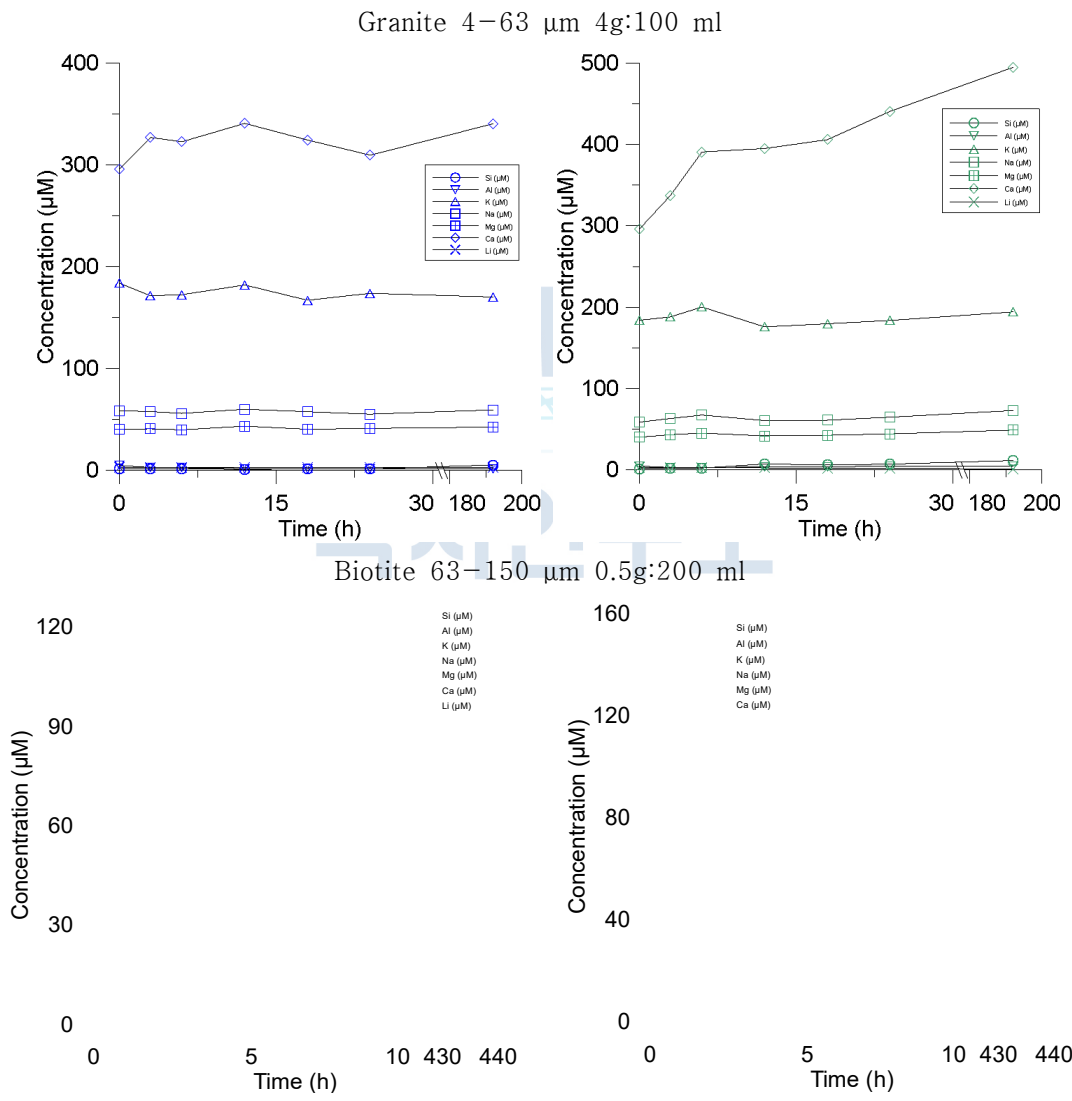 Granite 4-63 µm 4g:100 ml
Concentration (µM)
400
300
200
100
0
0 15 30 180 200
Time (h)
Si (µM)
Al (µM)
K (µM)
Na (µM)
Mg (µM)
Ca (µM)
Li (µM)
Concentration (µM)
500
400
300
200
100
0
0 15 30 180 200
Time (h)
Si (µM)
Al (µM)
K (µM)
Na (µM)
Mg (µM)
Ca (µM)
Li (µM)
Biotite 63-150 µm 0.5g:200 ml
Concentration (µM)
120
90
60
30
0
0 5 10 430 440
Time (h)
Si (µM)
Al (µM)
K (µM)
Na (µM)
Mg (µM)
Ca (µM)
Li (µM)
Concentration (µM)
160
120
80
40
0
0 5 10 430 440
Time (h)
Si (µM)
Al (µM)
K (µM)
Na (µM)
Mg (µM)
Ca (µM)